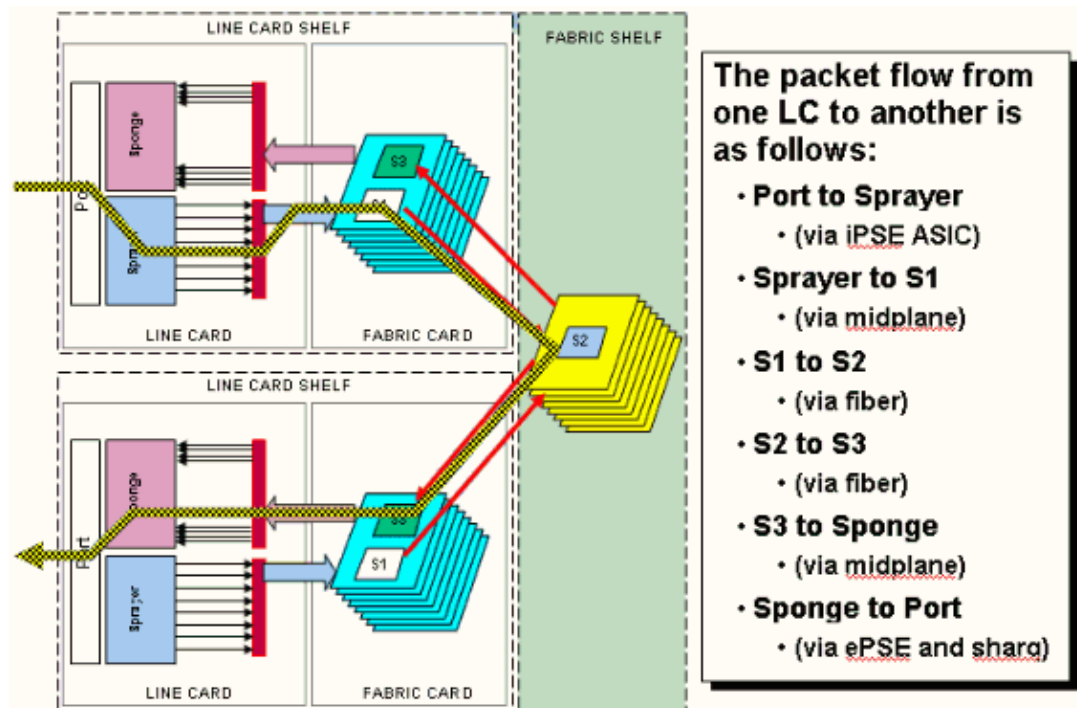 LINE CARD SHELF
FABRIC SHELF
Sponge
S3
Sprayer
LINE CARD
FABRIC CARD
S2
LINE CARD SHELF
Port
S1
Sprayer
LINE CARD
FABRIC CARD
The packet flow from
one LC to another is
as follows:
· Port to Sprayer
· (via iPSE ASIC)
· Sprayer to S1
· (via midplane)
· S1 to S2
· (via fiber)
· S2 to S3
· (via fiber)
· S3 to Sponge
· (via midplane)
· Sponge to Port
· (via ePSE and sharq)